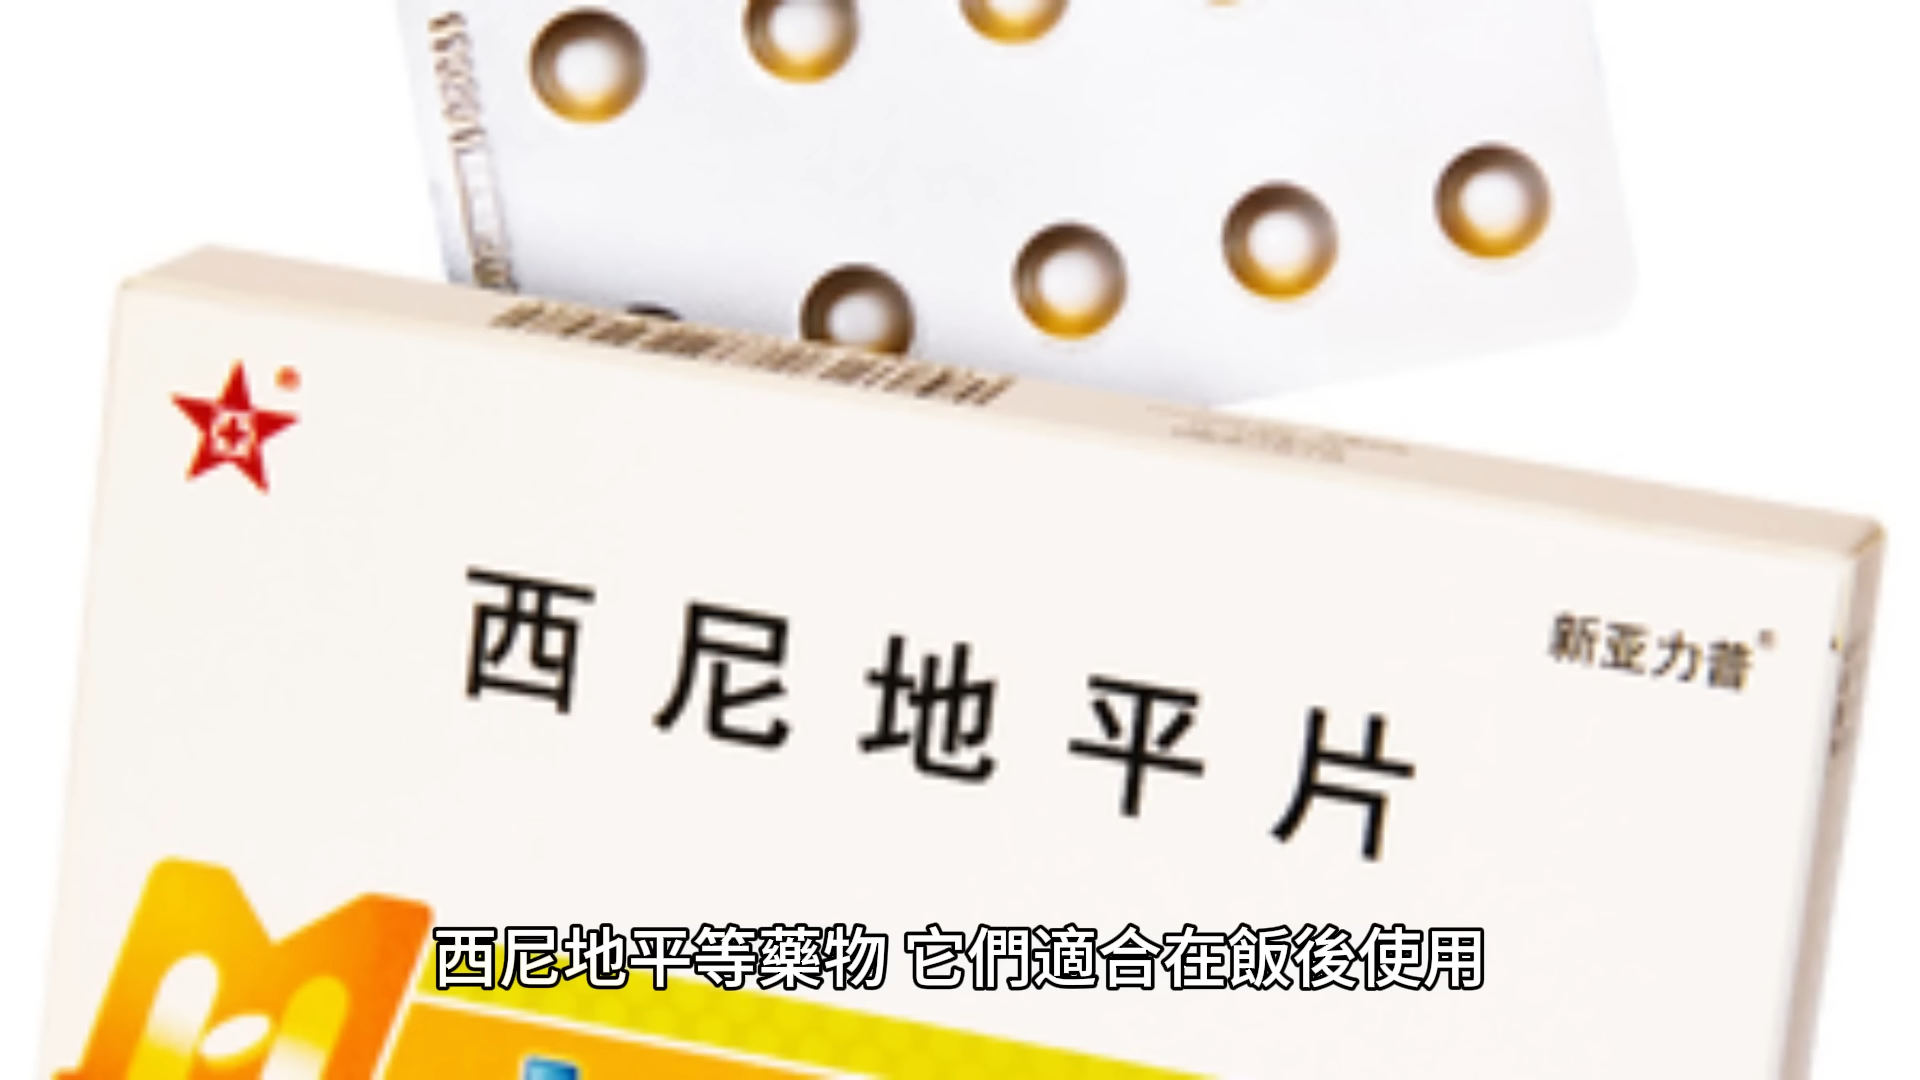 新亚力普
西尼地平片
西尼地平等藥物 它們適合在飯後使用